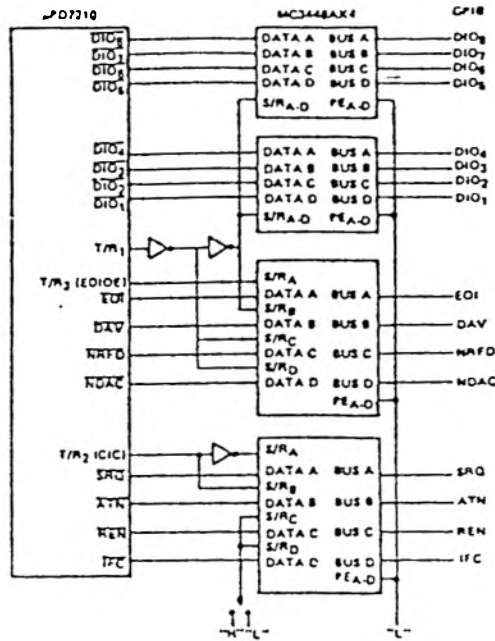 μPD7210 MC3448AX4 GPIB
DIO8 DATA A BUS A DIO8
DIO7 DATA B BUS B DIO7
DIO6 DATA C BUS C DIO6
DIO5 DATA D BUS D DIO5
S/RA-D PEA-D
DIO4 DATA A BUS A DIO4
DIO3 DATA B BUS B DIO3
DIO2 DATA C BUS C DIO2
DIO1 DATA D BUS D DIO1
T/R1 S/RA-D PEA-D
T/R3 (EOIOE) S/RA
EOI DATA A BUS A EOI
S/RB
DAV DATA B BUS B DAV
S/RC
NRFD DATA C BUS C NRFD
S/RD
NDAC DATA D BUS D NDAC
PEA-D
T/R2 (CIC) S/RA
SRQ DATA A BUS A SRQ
S/RB
ATN DATA B BUS B ATN
S/RC
REN DATA C BUS C REN
S/RD
IFC DATA D BUS D IFC
PEA-D
"H" "L" "L"